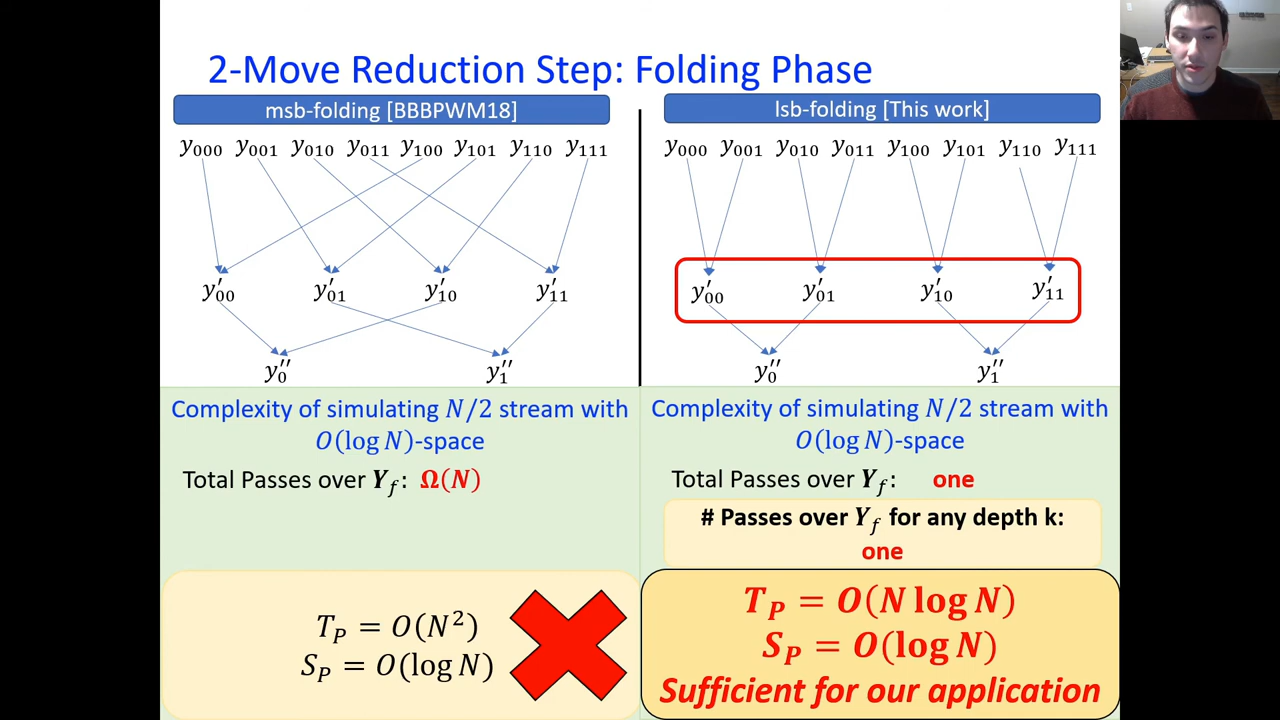 2-Move Reduction Step: Folding Phase
msb-folding [BBBPWM18]
y₀₀₀ y₀₀₁ y₀₁₀ y₀₁₁ y₁₀₀ y₁₀₁ y₁₁₀ y₁₁₁
y′₀₀ y′₀₁ y′₁₀ y′₁₁
y′′₀ y′′₁
Complexity of simulating N/2 stream with
O(log N)-space
Total Passes over Y_f: Ω(N)
T_P = O(N²)
S_P = O(log N)
lsb-folding [This work]
y₀₀₀ y₀₀₁ y₀₁₀ y₀₁₁ y₁₀₀ y₁₀₁ y₁₁₀ y₁₁₁
y′₀₀ y′₀₁ y′₁₀ y′₁₁
y′′₀ y′′₁
Complexity of simulating N/2 stream with
O(log N)-space
Total Passes over Y_f: one
# Passes over Y_f for any depth k:
one
T_P = O(N log N)
S_P = O(log N)
Sufficient for our application